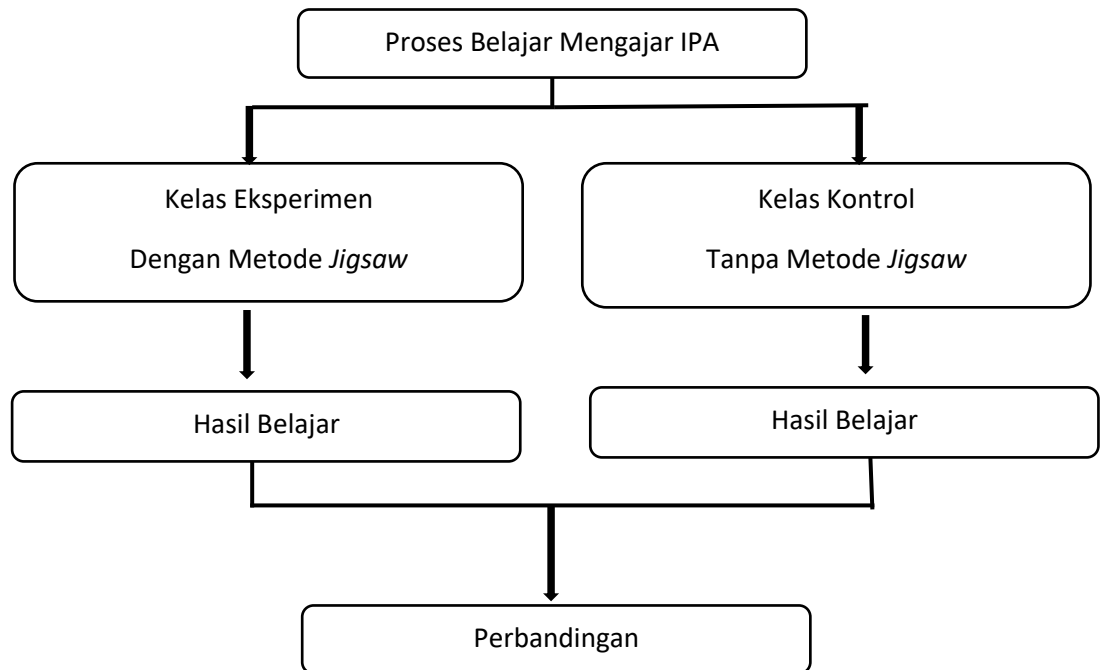 Proses Belajar Mengajar IPA
Kelas Eksperimen
Dengan Metode Jigsaw
Kelas Kontrol
Tanpa Metode Jigsaw
Hasil Belajar
Hasil Belajar
Perbandingan